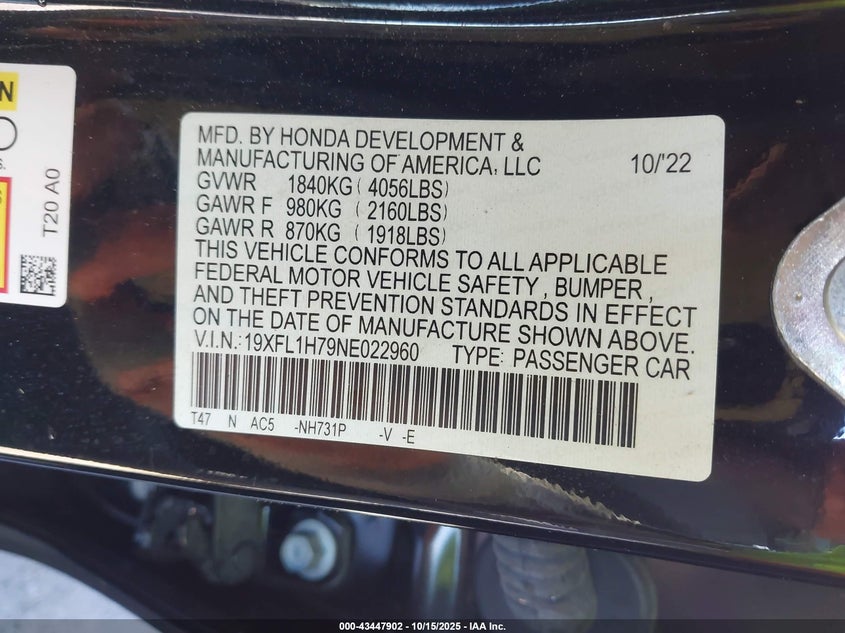 N
S.
T20 A0
MFD. BY HONDA DEVELOPMENT &
MANUFACTURING OF AMERICA, LLC 10/'22
GVWR 1840KG ( 4056LBS)
GAWR F 980KG ( 2160LBS)
GAWR R 870KG ( 1918LBS)
THIS VEHICLE CONFORMS TO ALL APPLICABLE
FEDERAL MOTOR VEHICLE SAFETY , BUMPER ,
AND THEFT PREVENTION STANDARDS IN EFFECT
ON THE DATE OF MANUFACTURE SHOWN ABOVE.
V.I.N.:19XFL1H79NE022960 TYPE: PASSENGER CAR
T47 N AC5 -NH731P -V -E
000-43447902 - 10/15/2025 - IAA Inc.